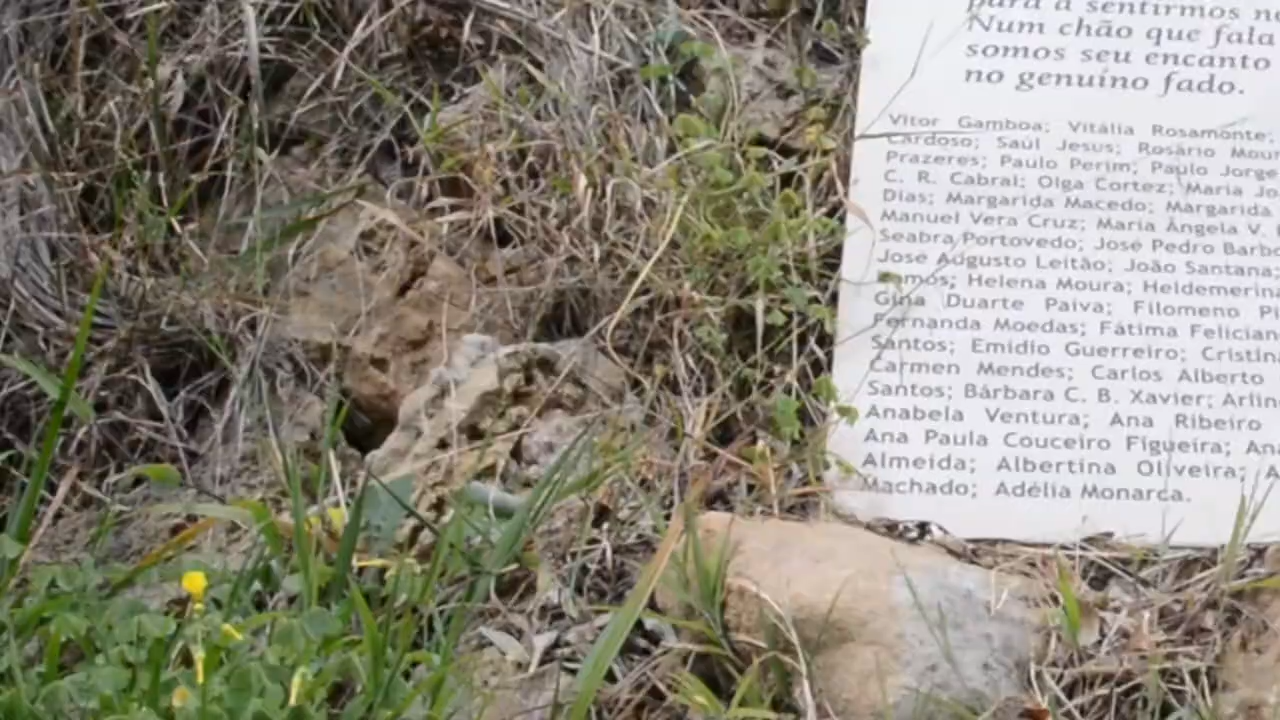 para a sentirmos
Num chão que fala
somos seu encanto
no genuíno fado.
Vitor Gamboa; Vitália Rosamonte;
Cardoso; Saúl Jesus; Rosário
Prazeres; Paulo Perim; Paulo Jorge
C. R. Cabral; Olga Cortez; Maria
Dias; Margarida Macedo; Margarida
Manuel Vera Cruz; Maria Ângela V.
Seabra Portovedo; José Pedro
José Augusto Leitão; João Santana;
Ramos; Helena Moura;
Gina Duarte Paiva; Filomeno
Fernanda Moedas; Fátima
Santos; Emídio Guerreiro;
Carmen Mendes; Carlos Alberto
Santos; Bárbara C. B. Xavier;
Anabela Ventura; Ana Ribeiro
Ana Paula Couceiro Figueira;
Almeida; Albertina Oliveira;
Machado; Adélia Monarca.